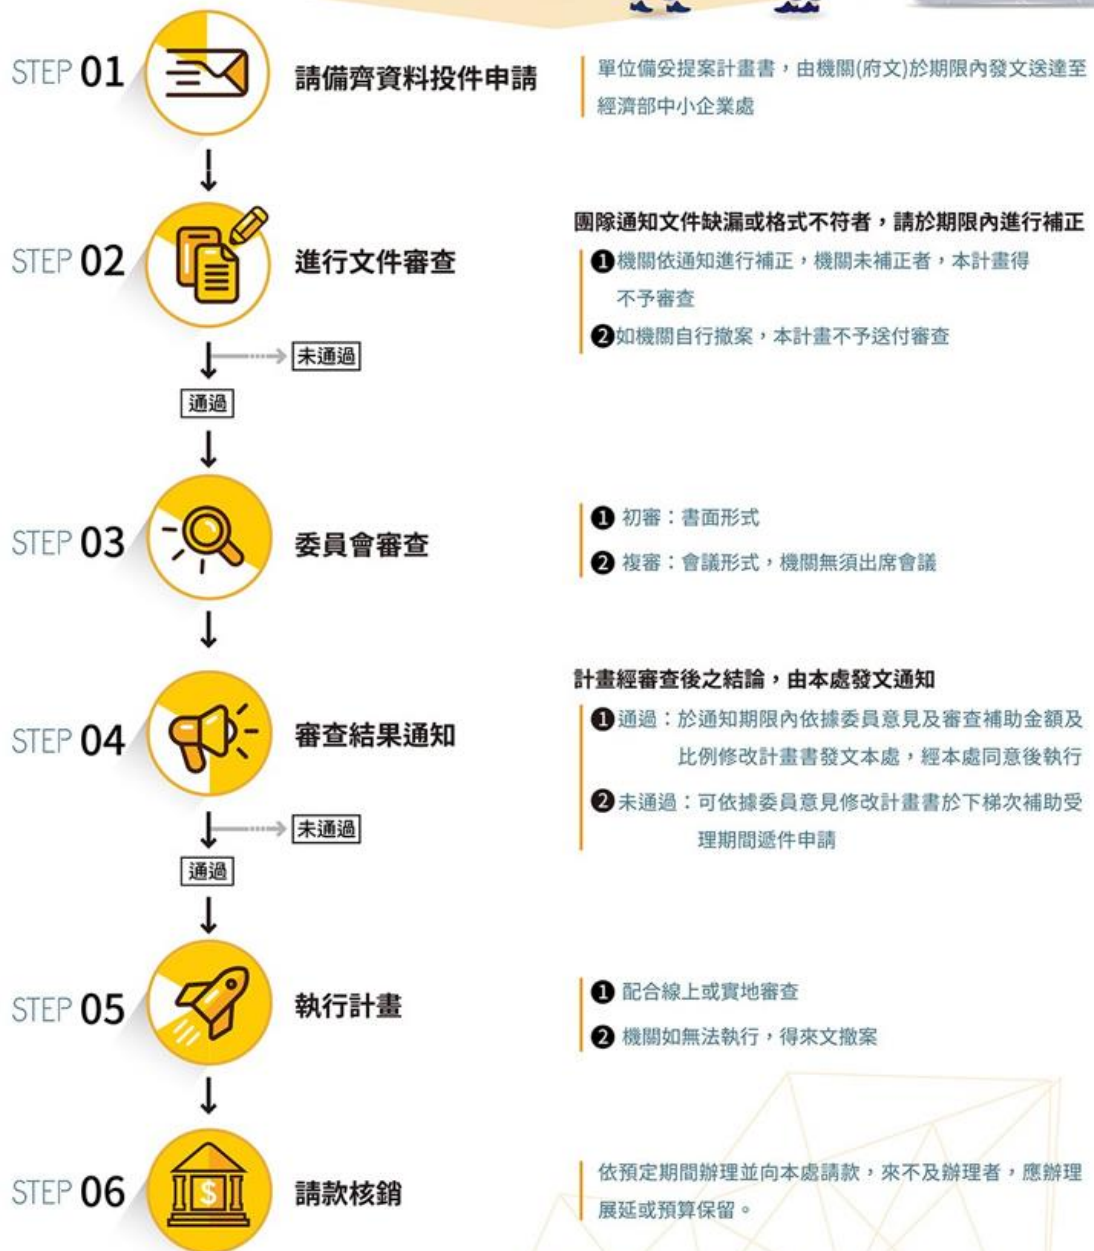 STEP 01
請備齊資料投件申請
單位備妥提案計畫書，由機關(府文)於期限內發文送達至
經濟部中小企業處
STEP 02
進行文件審查
團隊通知文件缺漏或格式不符者，請於期限內進行補正
❶機關依通知進行補正，機關未補正者，本計畫得
不予審查
❷如機關自行撤案，本計畫不予送付審查
未通過
通過
STEP 03
委員會審查
❶ 初審：書面形式
❷ 複審：會議形式，機關無須出席會議
STEP 04
審查結果通知
計畫經審查後之結論，由本處發文通知
❶通過：於通知期限內依據委員意見及審查補助金額及
比例修改計畫書發文本處，經本處同意後執行
❷未通過：可依據委員意見修改計畫書於下梯次補助受
理期間遞件申請
未通過
通過
STEP 05
執行計畫
❶ 配合線上或實地審查
❷ 機關如無法執行，得來文撤案
STEP 06
$
請款核銷
依預定期間辦理並向本處請款，來不及辦理者，應辦理
展延或預算保留。